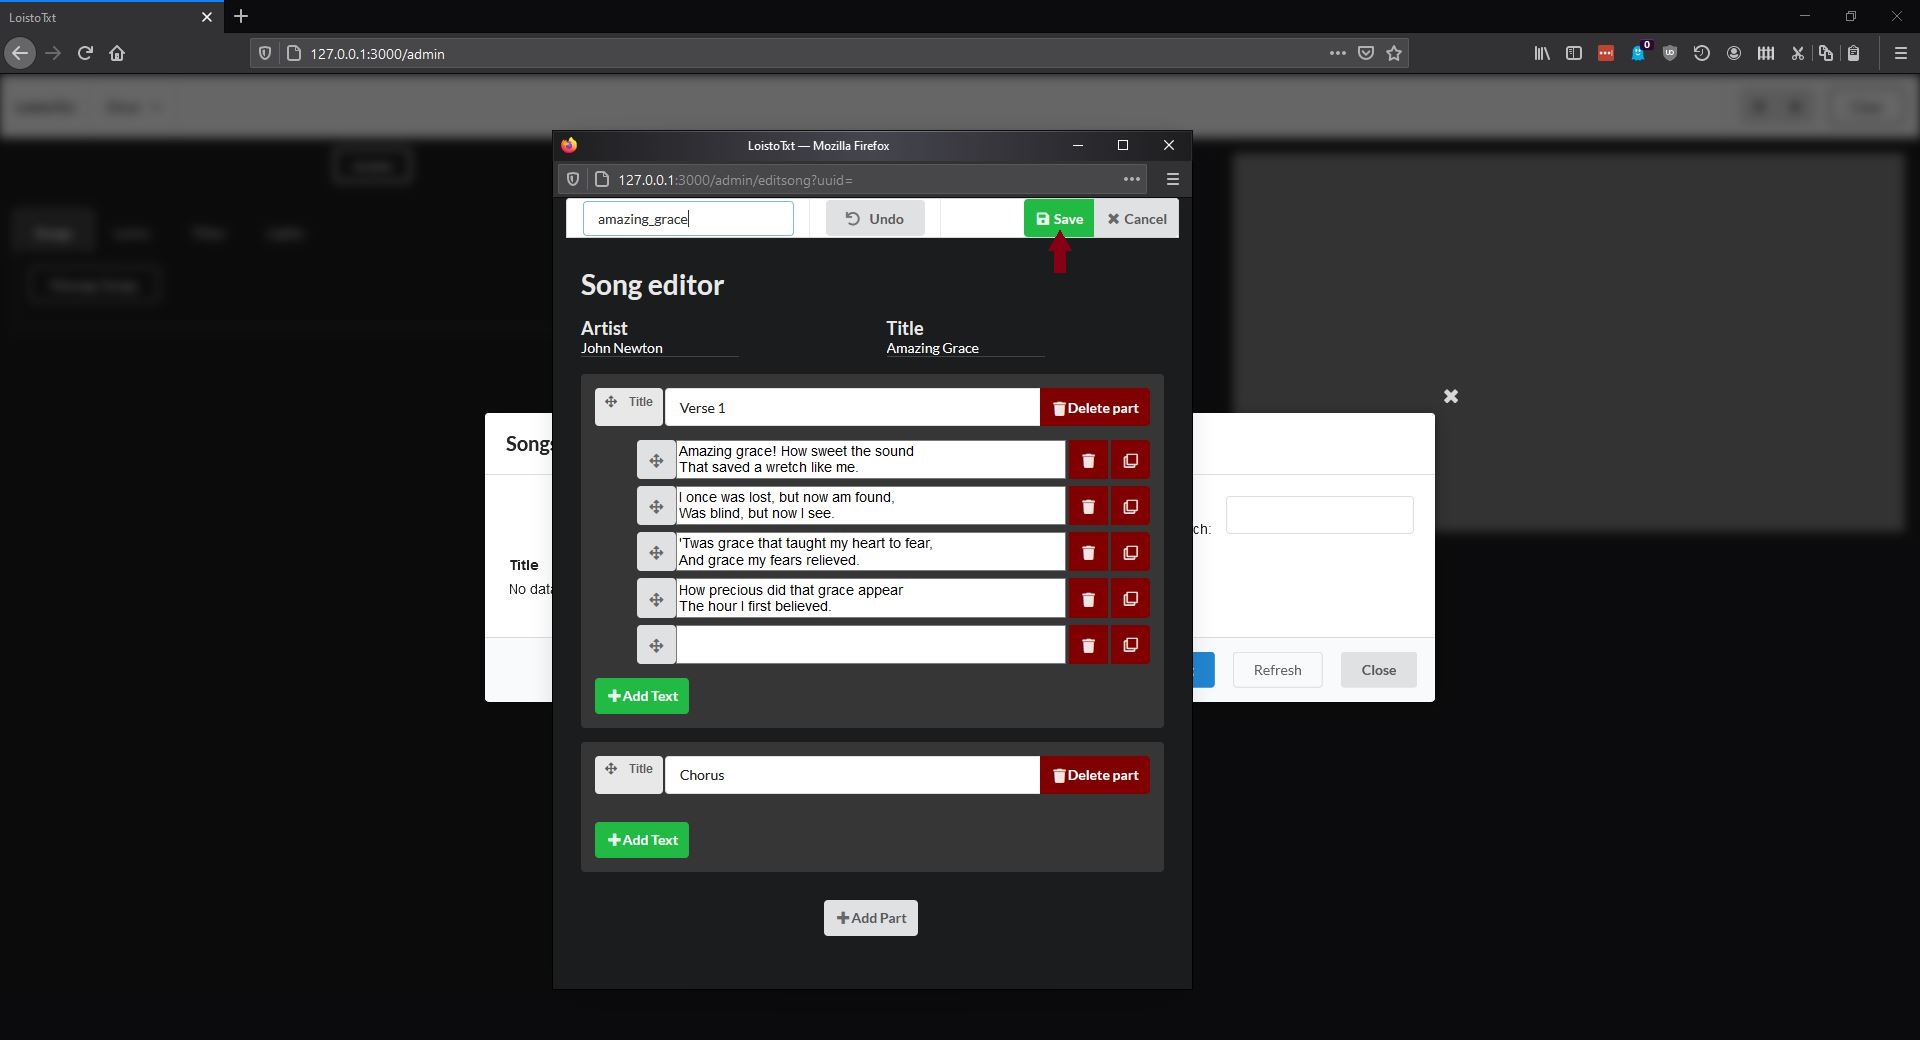 LoistoTxt
127.0.0.1:3000/admin
0
LoistoTxt — Mozilla Firefox
127.0.0.1:3000/admin/editsong?uuid=
amazing_grace
Undo
Save
Cancel
Song editor
Artist
Title
John Newton
Amazing Grace
Title
Verse 1
Delete part
Amazing grace! How sweet the sound
That saved a wretch like me.
I once was lost, but now am found,
Was blind, but now I see.
'Twas grace that taught my heart to fear,
And grace my fears relieved.
How precious did that grace appear
The hour I first believed.
Add Text
Title
Chorus
Delete part
Add Text
Add Part
Songs
ch:
Title
No data
Refresh
Close